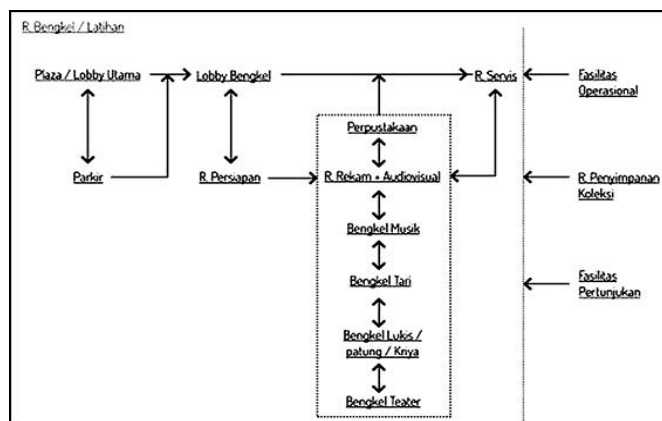 R. Bengkel / Latihan
Plaza / Lobby Utama
Lobby Bengkel
R. Servis
Fasilitas
Operasional
Perpustakaan
Parkir
R. Persiapan
R. Rekam + Audiovisual
R. Penyimpanan
Koleksi
Bengkel Musik
Bengkel Tari
Fasilitas
Pertunjukan
Bengkel Lukis /
patung / Knya
Bengkel Teater